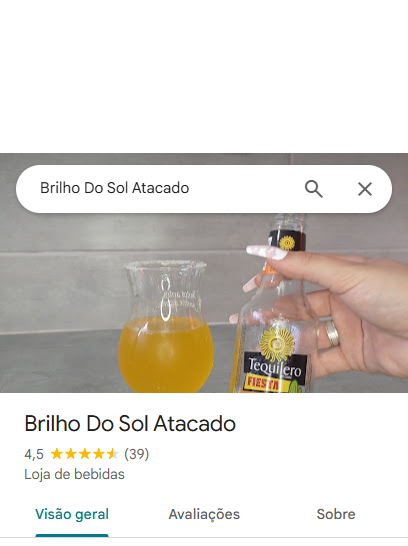 Brilho Do Sol Atacado
Tequilero
FIESTA
Brilho Do Sol Atacado
4,5 (39)
Loja de bebidas
Visão geral Avaliações Sobre